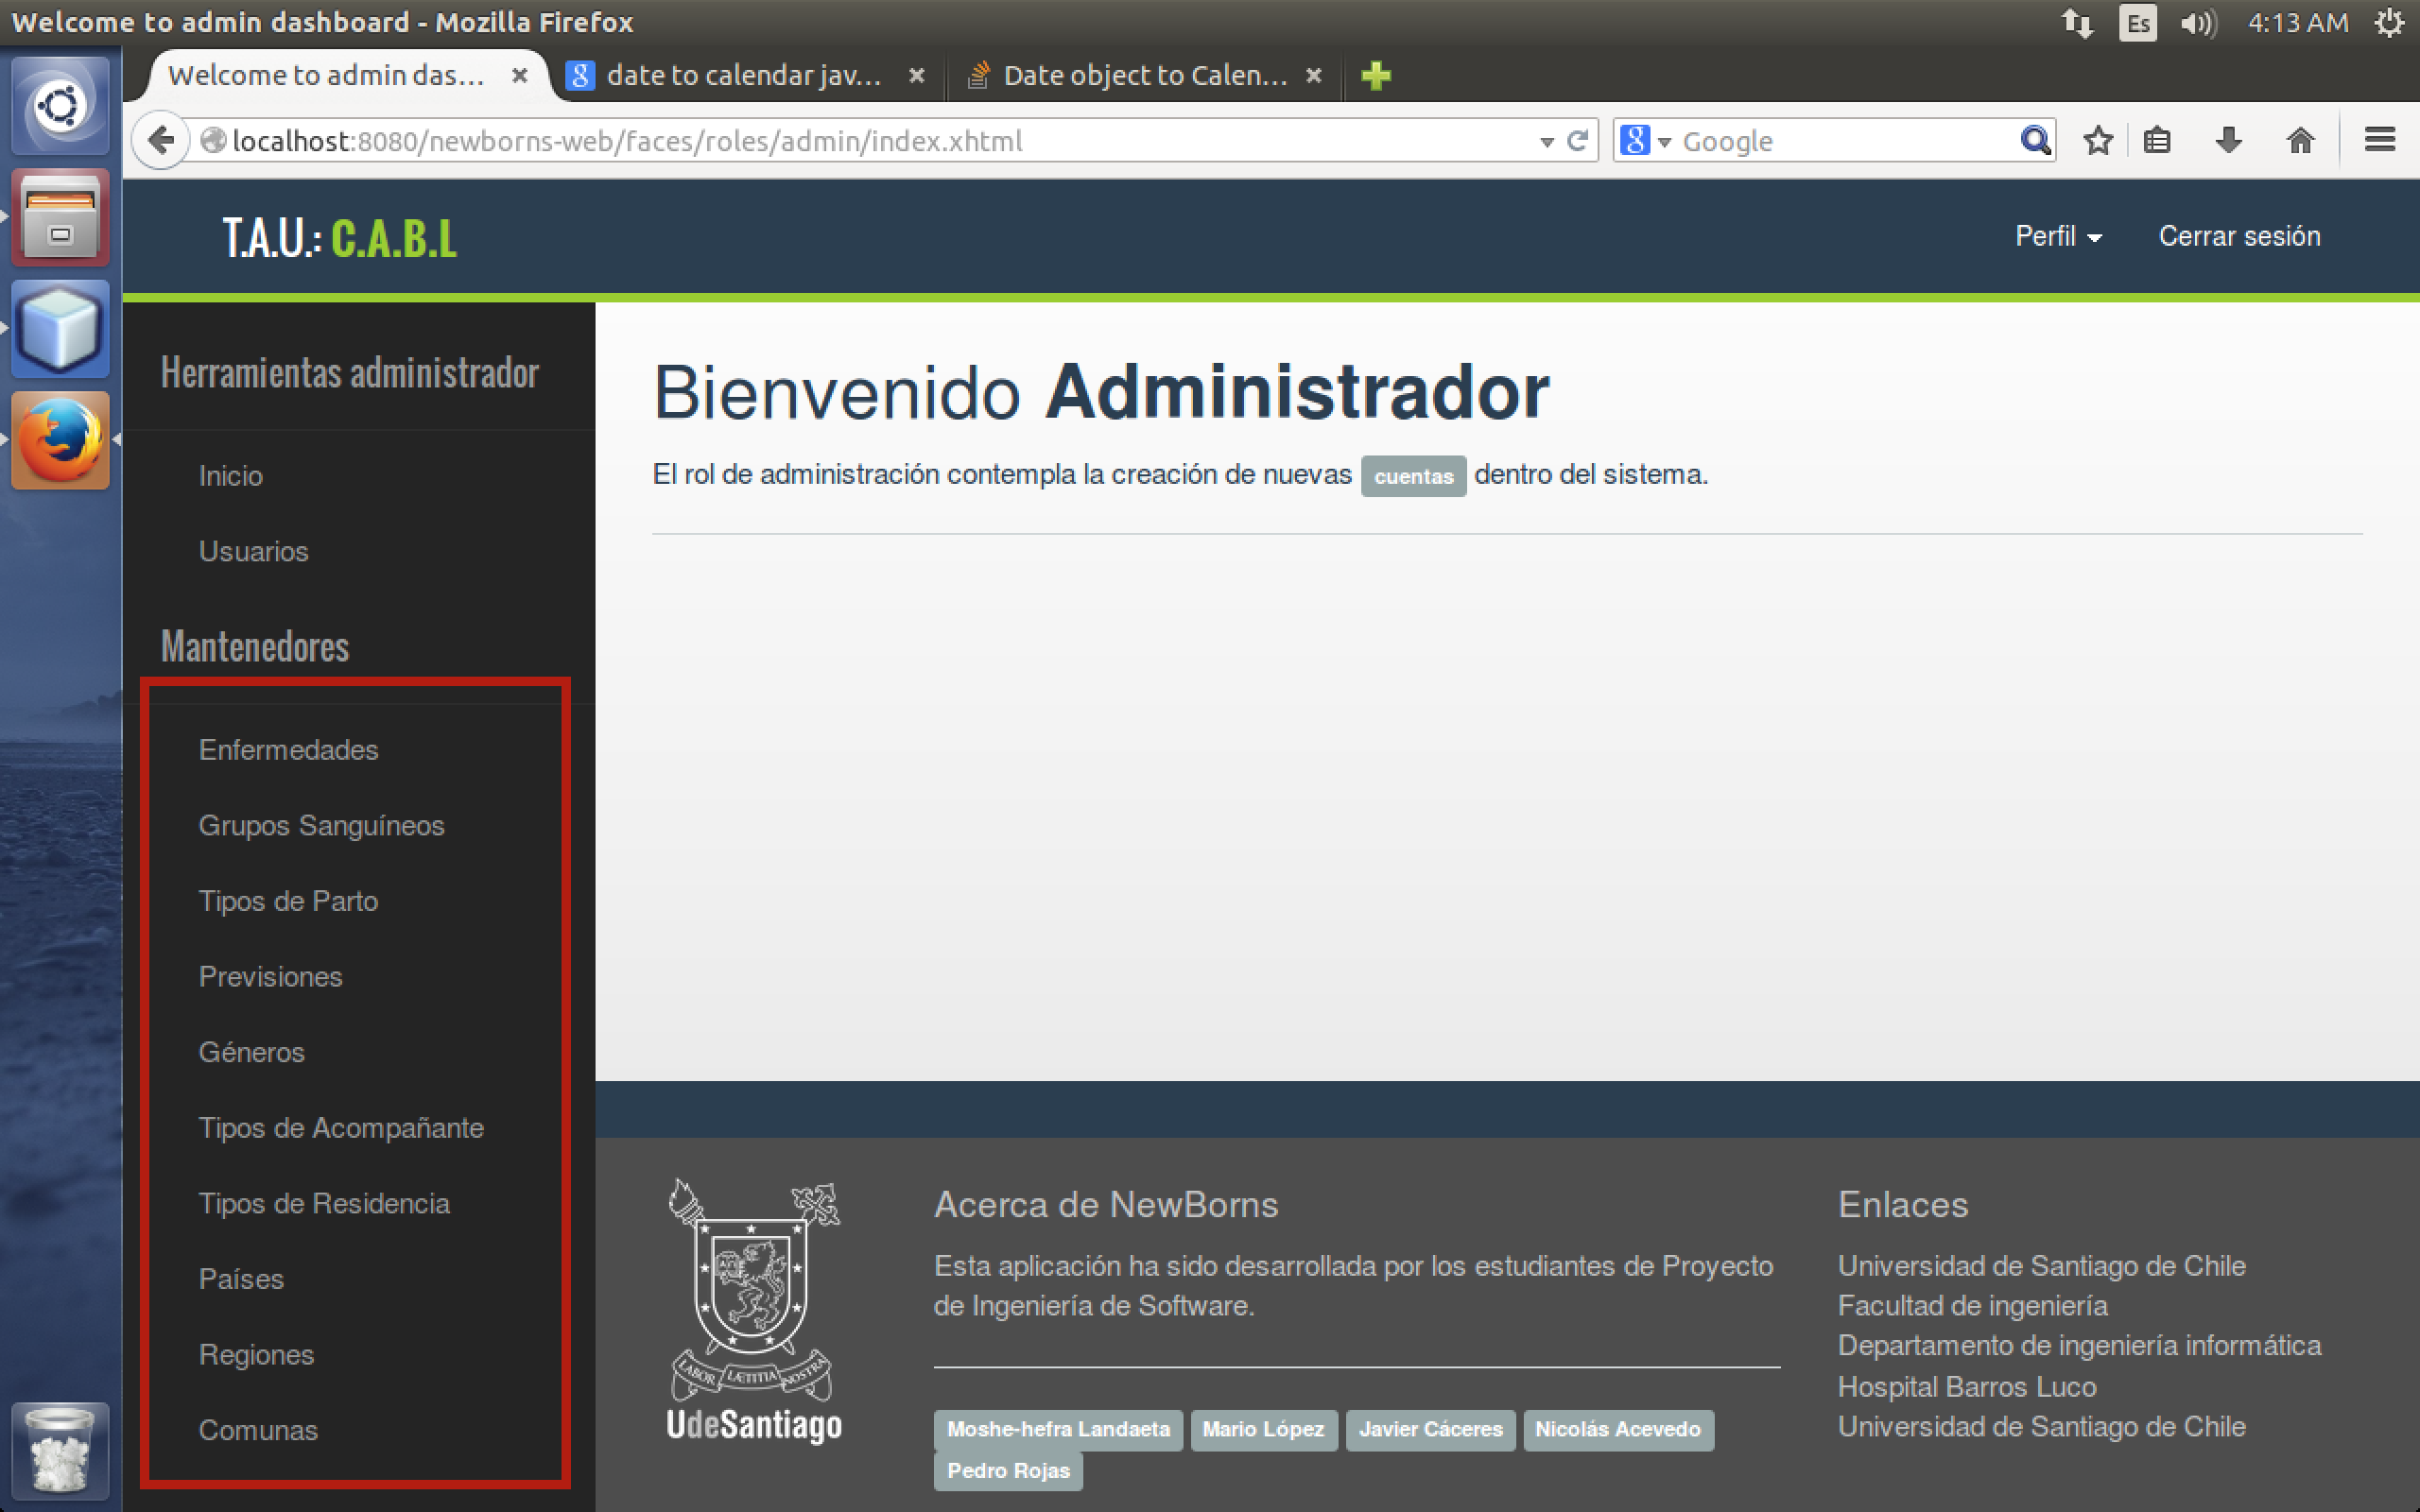 Welcome to admin dashboard - Mozilla Firefox
Es
4:13 AM
Welcome to admin das...
date to calendar jav...
Date object to Calen...
localhost:8080/newborns-web/faces/roles/admin/index.xhtml
Google
T.A.U.: C.A.B.L
Perfil
Cerrar sesión
Herramientas administrador
Inicio
Usuarios
Mantenedores
Enfermedades
Grupos Sanguíneos
Tipos de Parto
Previsiones
Géneros
Tipos de Acompañante
Tipos de Residencia
Países
Regiones
Comunas
Bienvenido Administrador
El rol de administración contempla la creación de nuevas cuentas dentro del sistema.
LABOR LÆTITIA NOSTRA
UdeSantiago
Acerca de NewBorns
Esta aplicación ha sido desarrollada por los estudiantes de Proyecto
de Ingeniería de Software.
Moshe-hefra Landaeta Mario López Javier Cáceres Nicolás Acevedo
Pedro Rojas
Enlaces
Universidad de Santiago de Chile
Facultad de ingeniería
Departamento de ingeniería informática
Hospital Barros Luco
Universidad de Santiago de Chile